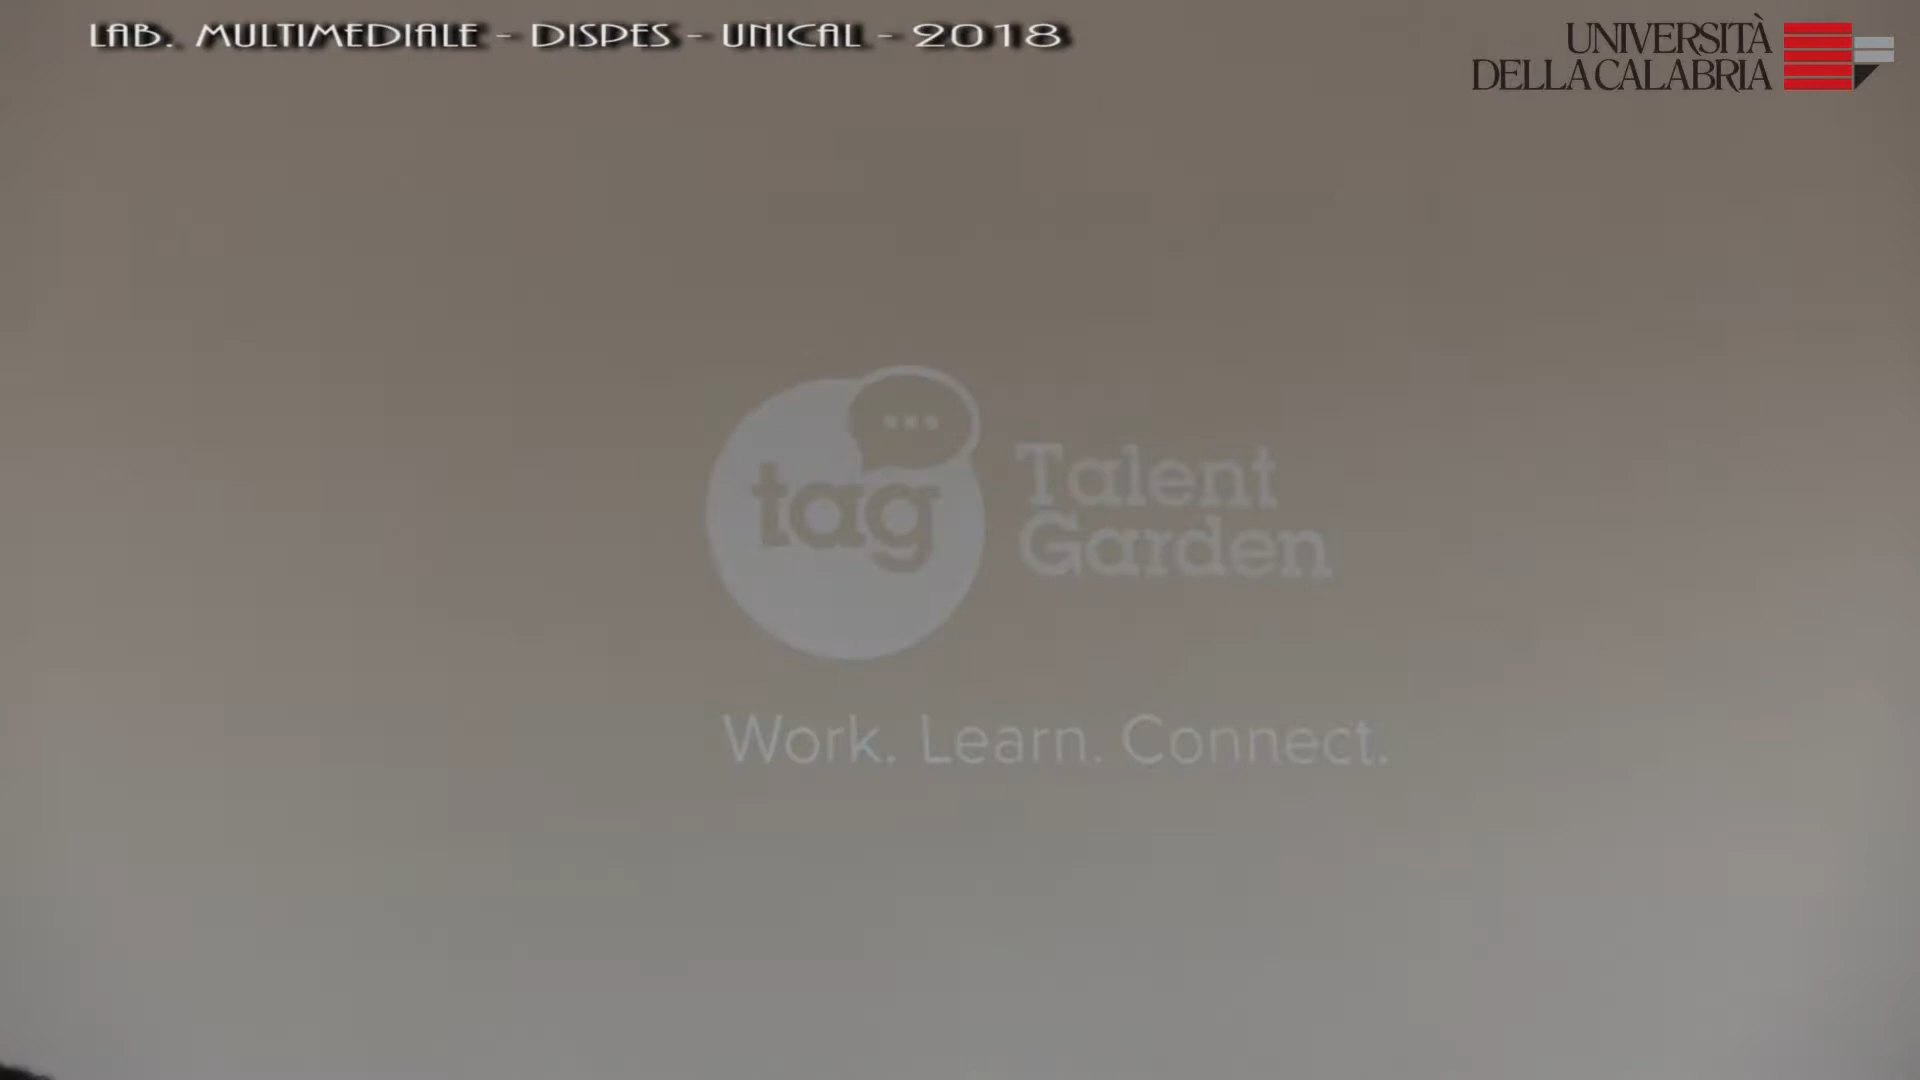 LAB. MULTIMEDIALE - DISPES - UNICAL - 2018
UNIVERSITÀ
DELLA CALABRIA
tag
Talent
Garden
Work. Learn. Connect.